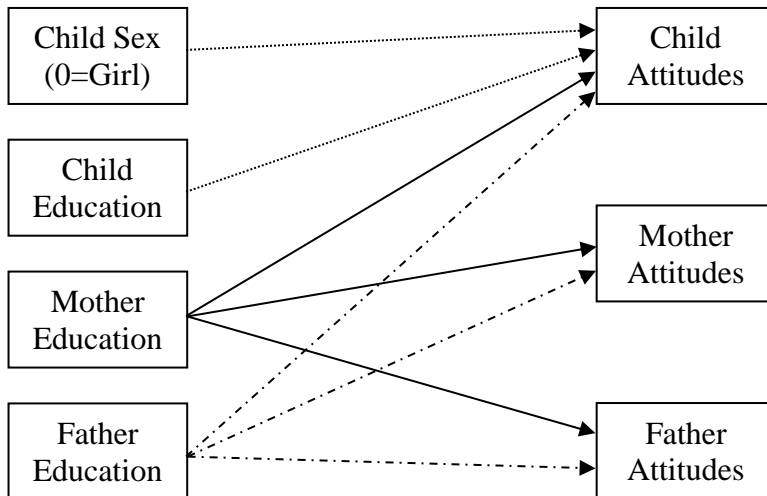 Child Sex
(0=Girl)
Child
Education
Mother
Education
Father
Education
Child
Attitudes
Mother
Attitudes
Father
Attitudes